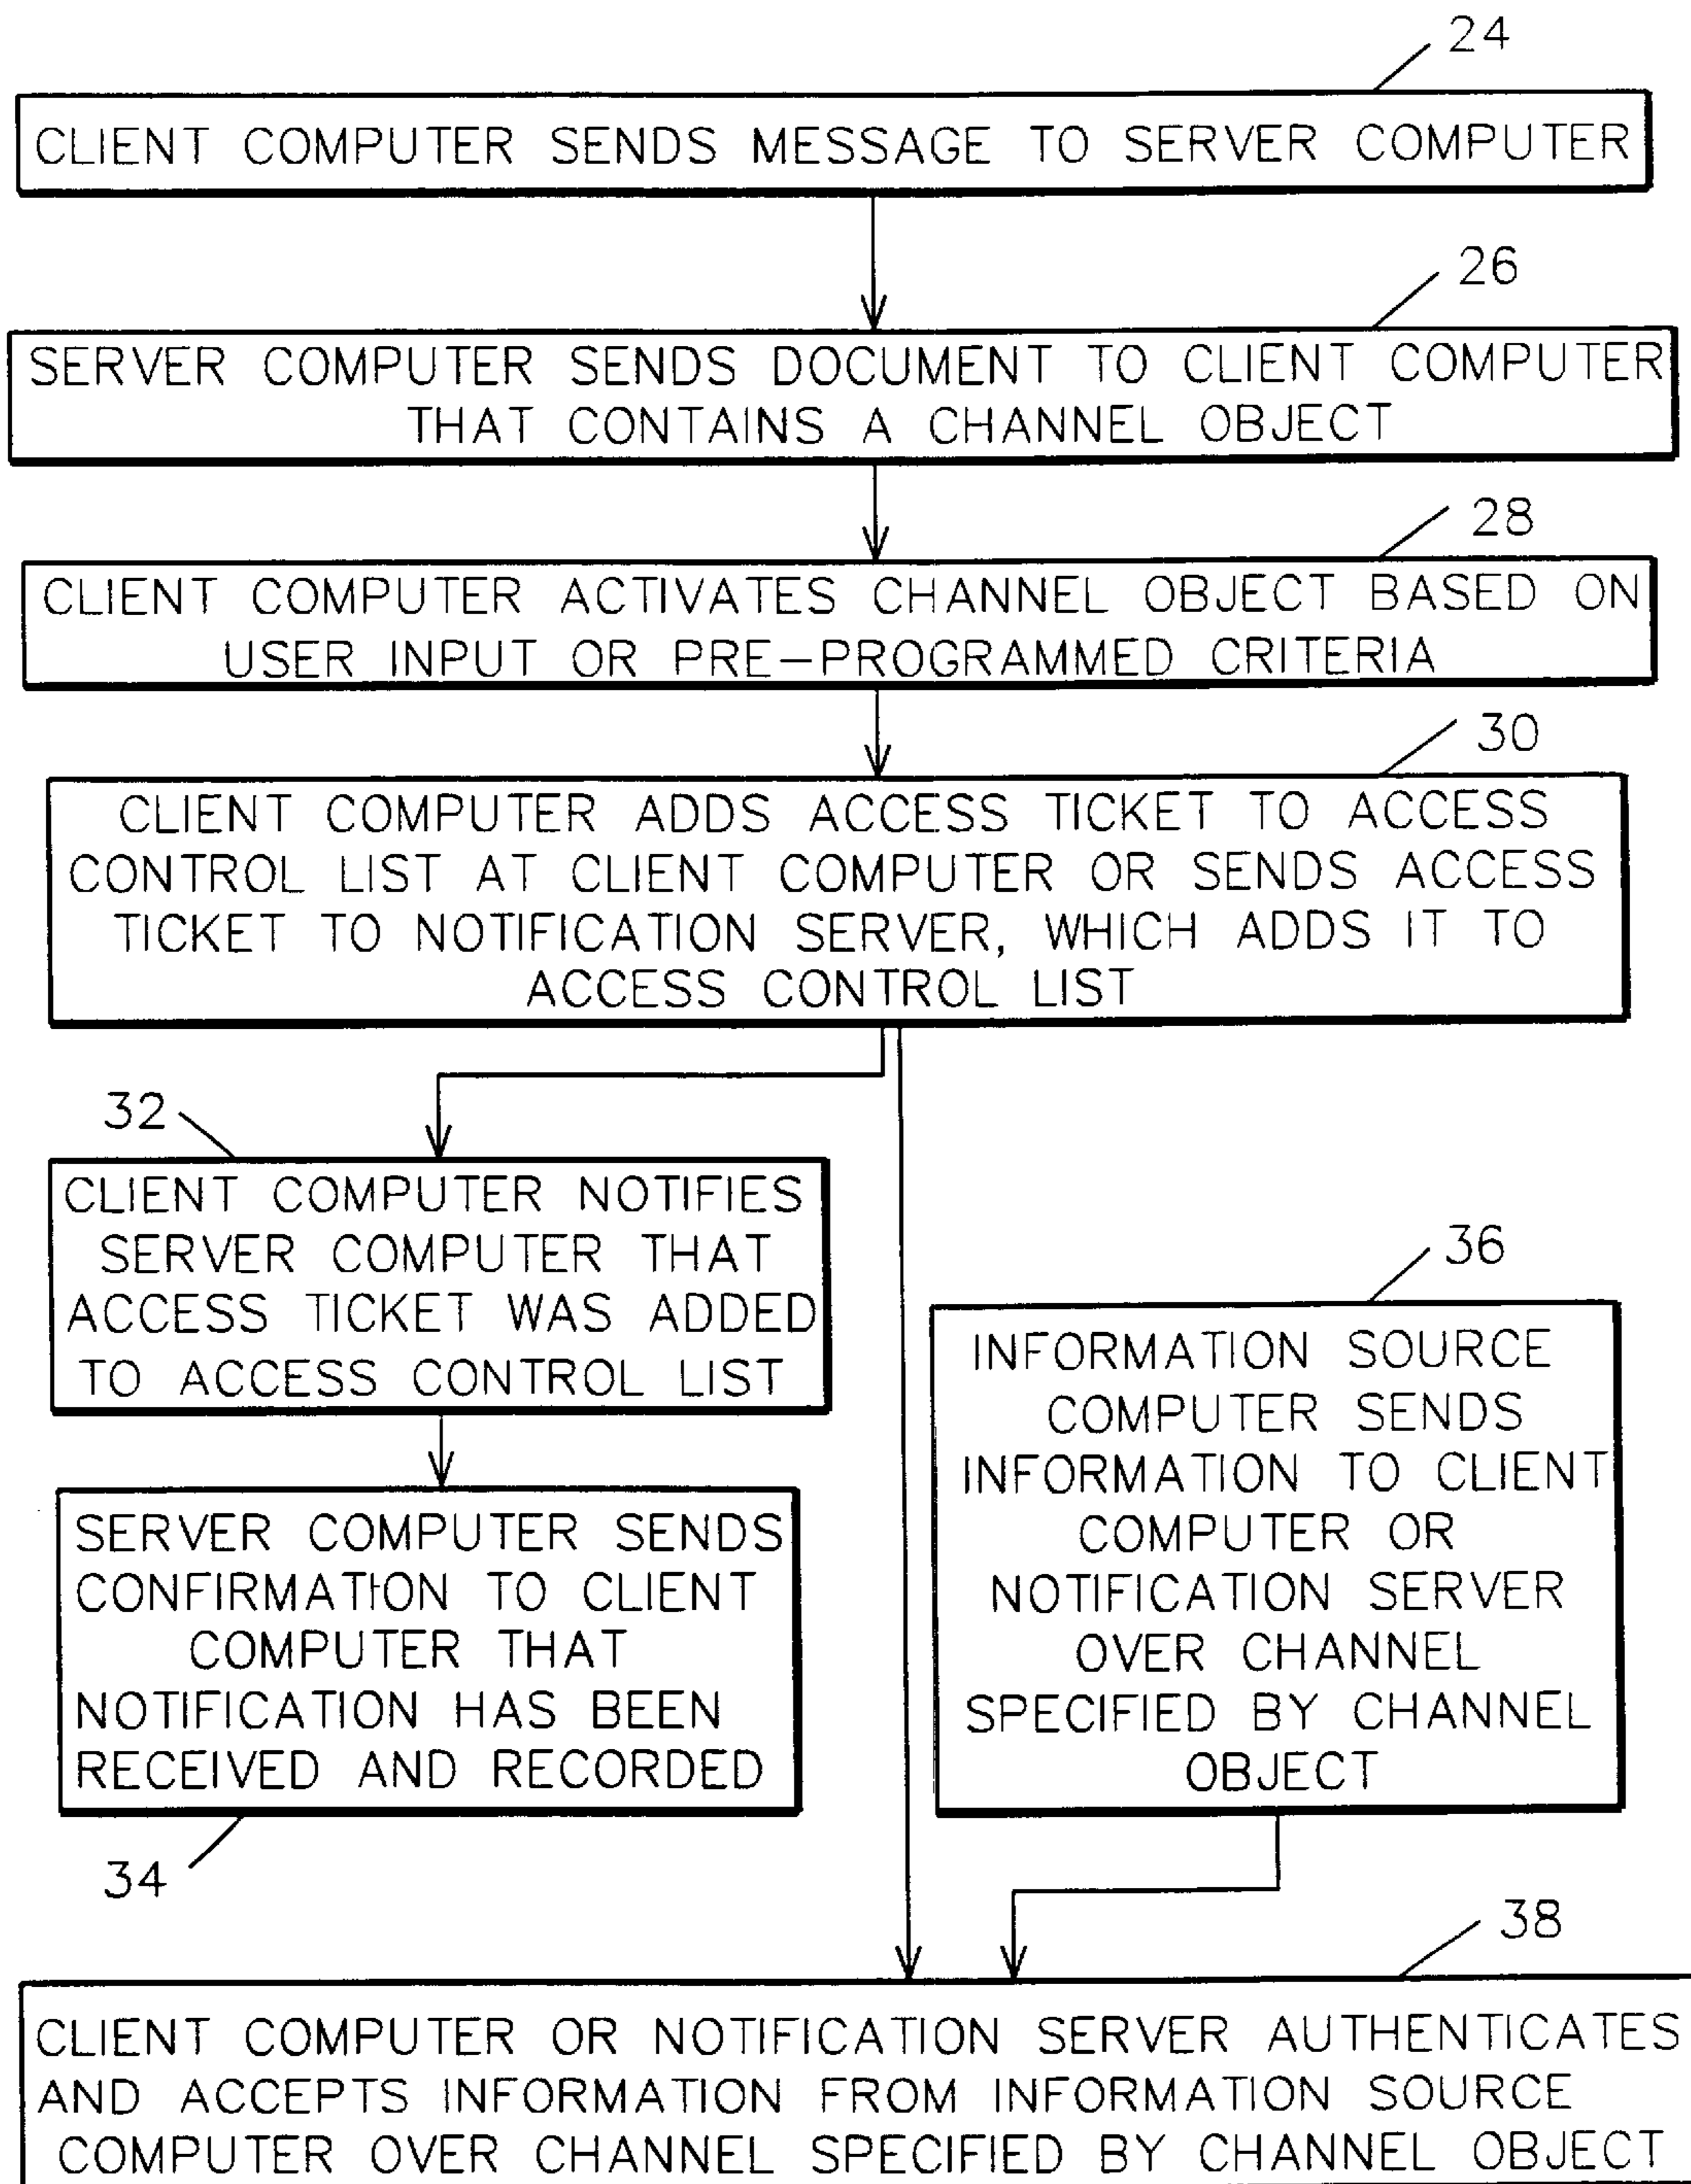 24
CLIENT COMPUTER SENDS MESSAGE TO SERVER COMPUTER
26
SERVER COMPUTER SENDS DOCUMENT TO CLIENT COMPUTER
THAT CONTAINS A CHANNEL OBJECT
28
CLIENT COMPUTER ACTIVATES CHANNEL OBJECT BASED ON
USER INPUT OR PRE-PROGRAMMED CRITERIA
30
CLIENT COMPUTER ADDS ACCESS TICKET TO ACCESS
CONTROL LIST AT CLIENT COMPUTER OR SENDS ACCESS
TICKET TO NOTIFICATION SERVER, WHICH ADDS IT TO
ACCESS CONTROL LIST
32
CLIENT COMPUTER NOTIFIES
SERVER COMPUTER THAT
ACCESS TICKET WAS ADDED
TO ACCESS CONTROL LIST
SERVER COMPUTER SENDS
CONFIRMATION TO CLIENT
COMPUTER THAT
NOTIFICATION HAS BEEN
RECEIVED AND RECORDED
34
36
INFORMATION SOURCE
COMPUTER SENDS
INFORMATION TO CLIENT
COMPUTER OR
NOTIFICATION SERVER
OVER CHANNEL
SPECIFIED BY CHANNEL
OBJECT
38
CLIENT COMPUTER OR NOTIFICATION SERVER AUTHENTICATES
AND ACCEPTS INFORMATION FROM INFORMATION SOURCE
COMPUTER OVER CHANNEL SPECIFIED BY CHANNEL OBJECT